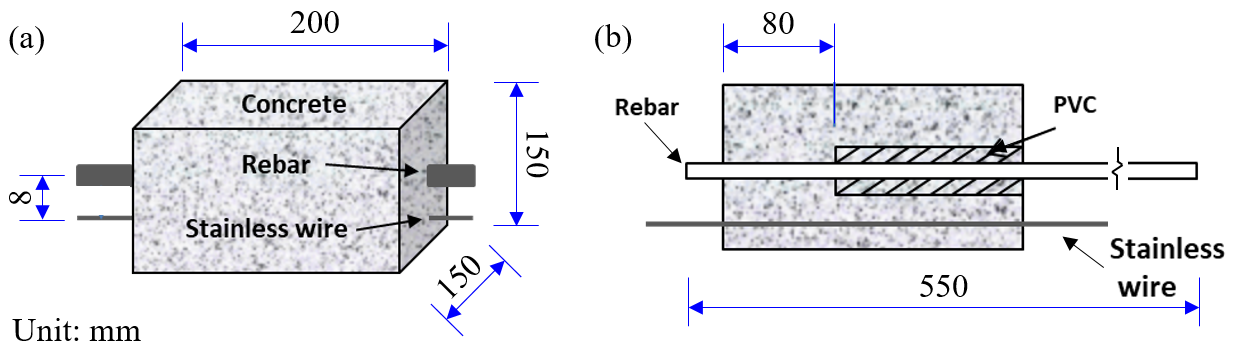 (a)
200
Concrete
Rebar
Stainless wire
8
150
150
Unit: mm
(b)
80
Rebar
PVC
Stainless
wire
550